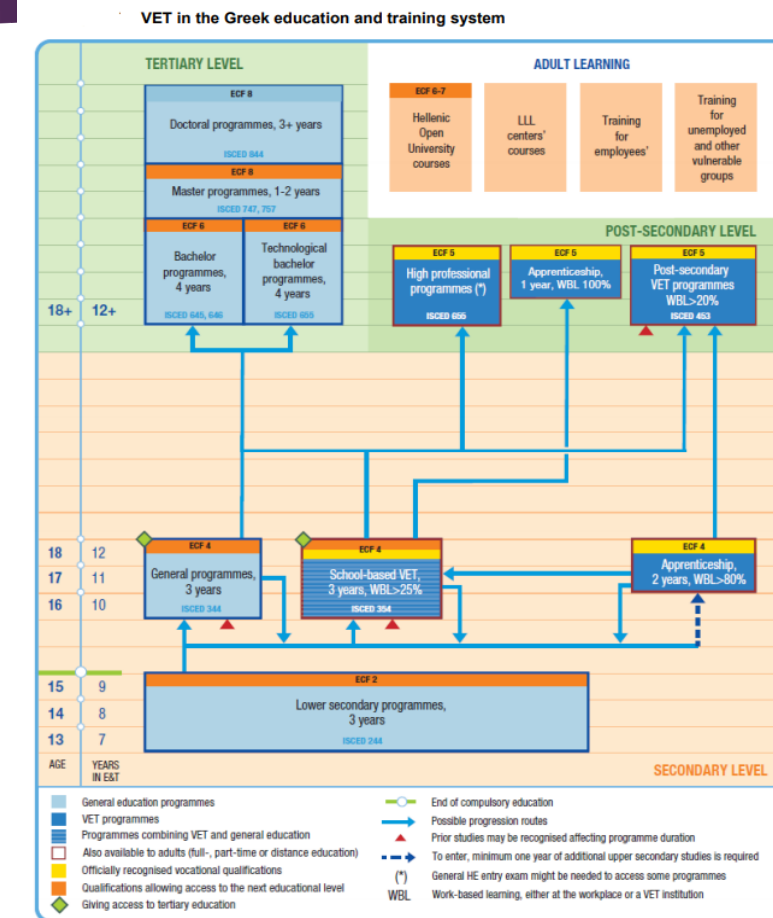 VET in the Greek education and training system
TERTIARY LEVEL
ADULT LEARNING
ECF 8
Doctoral programmes, 3+ years
ISCED 844
ECF 8
Master programmes, 1-2 years
ISCED 747, 757
ECF 6
Bachelor
programmes,
4 years
ISCED 645, 646
ECF 6
Technological
bachelor
programmes,
4 years
ISCED 655
ECF 6-7
Hellenic
Open
University
courses
LLL
centers'
courses
Training
for
employees'
Training
for
unemployed
and other
vulnerable
groups
POST-SECONDARY LEVEL
ECF 5
High professional
programmes (*)
ISCED 655
ECF 5
Apprenticeship,
1 year, WBL 100%
ECF 5
Post-secondary
VET programmes
WBL>20%
ISCED 453
18+ 12+
18 12
17 11
16 10
ECF 4
General programmes,
3 years
ISCED 344
ECF 4
School-based VET,
3 years, WBL>25%
ISCED 354
ECF 4
Apprenticeship,
2 years, WBL>80%
15 9
14 8
13 7
AGE YEARS
IN E&T
ECF 2
Lower secondary programmes,
3 years
ISCED 244
SECONDARY LEVEL
General education programmes
VET programmes
Programmes combining VET and general education
Also available to adults (full-, part-time or distance education)
Officially recognised vocational qualifications
Qualifications allowing access to the next educational level
Giving access to tertiary education
End of compulsory education
Possible progression routes
Prior studies may be recognised affecting programme duration
To enter, minimum one year of additional upper secondary studies is required
(*) General HE entry exam might be needed to access some programmes
WBL Work-based learning, either at the workplace or a VET institution